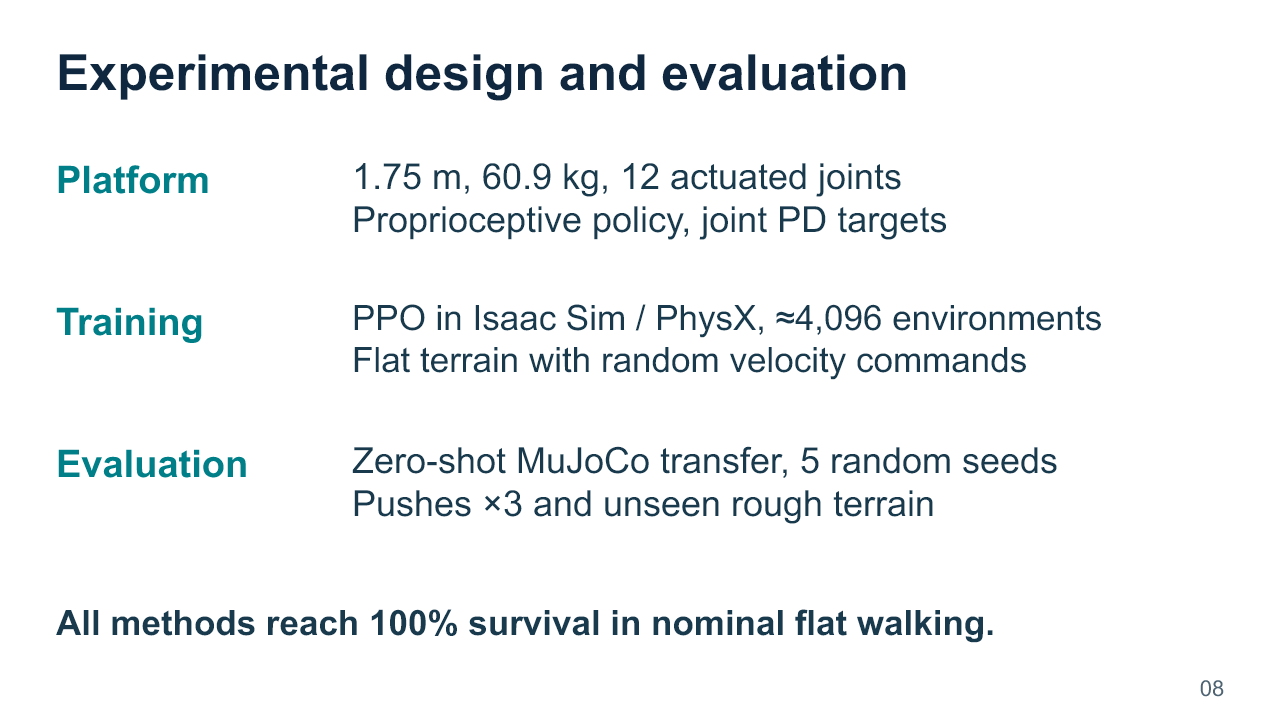 Experimental design and evaluation
Platform
1.75 m, 60.9 kg, 12 actuated joints
Proprioceptive policy, joint PD targets
Training
PPO in Isaac Sim / PhysX, ≈4,096 environments
Flat terrain with random velocity commands
Evaluation
Zero-shot MuJoCo transfer, 5 random seeds
Pushes ×3 and unseen rough terrain
All methods reach 100% survival in nominal flat walking.
08